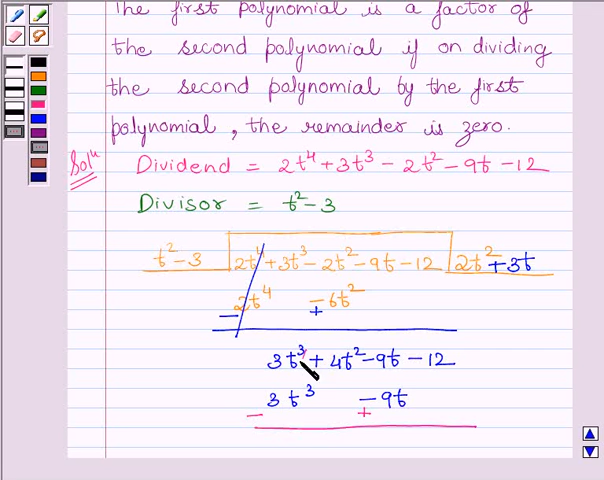 The first polynomial is a factor of
the second polynomial if on dividing
the second polynomial by the first
polynomial, the remainder is zero.
Solⁿ Dividend = 2t⁴ + 3t³ - 2t² - 9t - 12
Divisor = t² - 3
t² - 3 2t⁴ + 3t³ - 2t² - 9t - 12 2t² + 3t
2t⁴ - 6t²
- +
3t³ + 4t² - 9t - 12
3t³ - 9t
- +